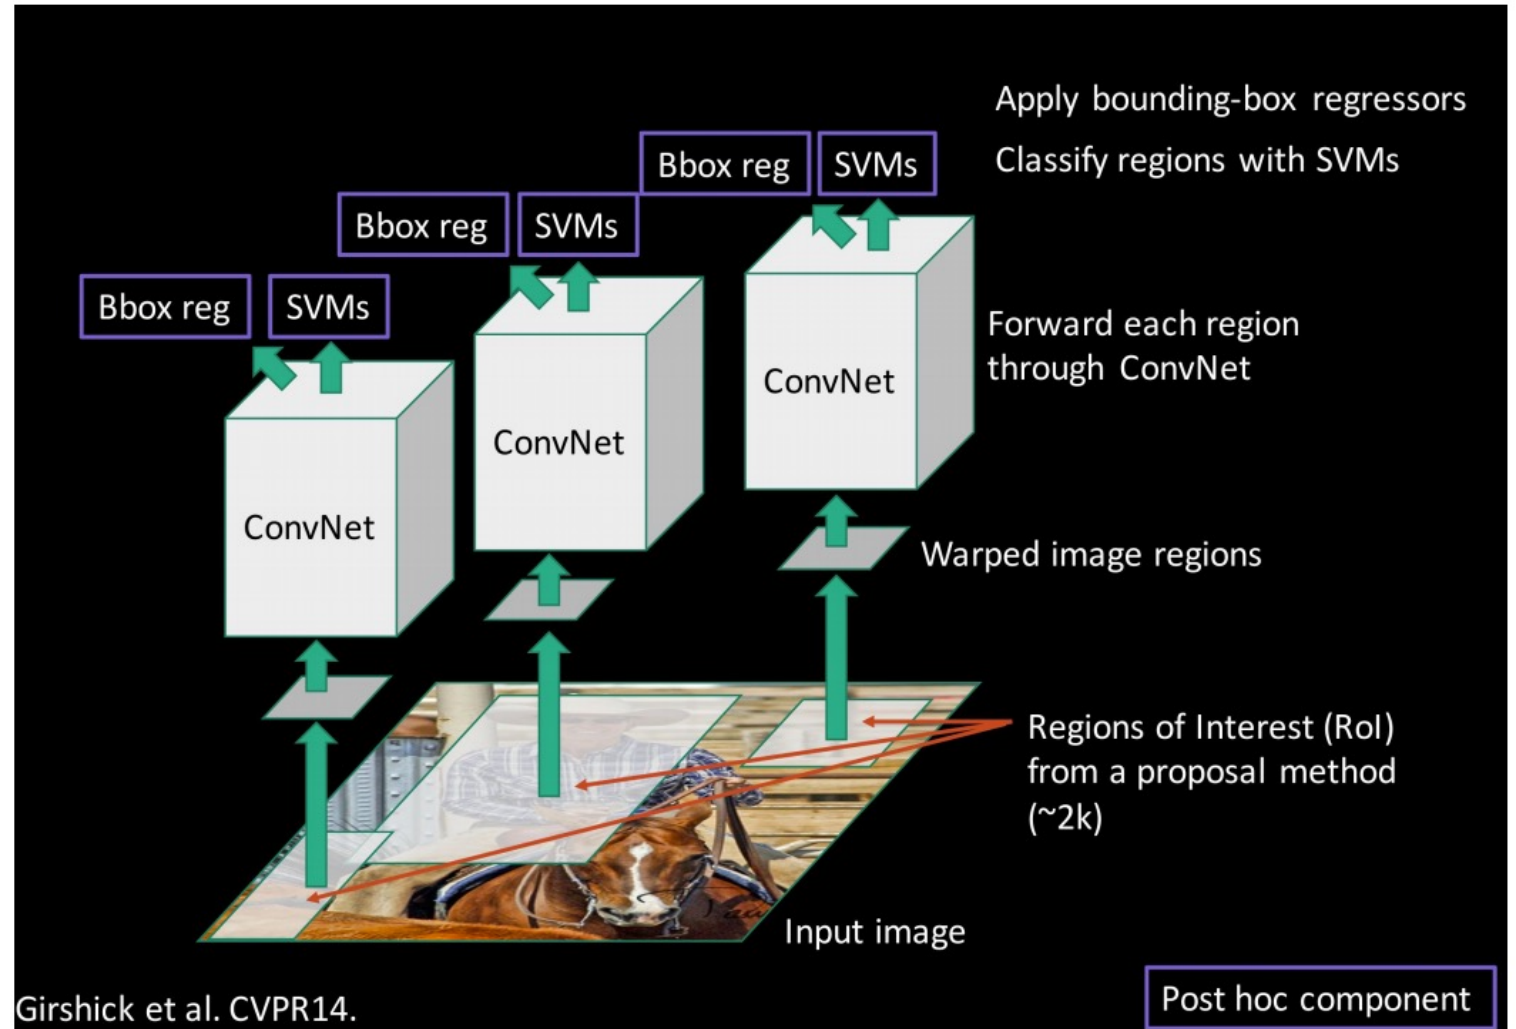 Apply bounding-box regressors
Bbox reg SVMs
Classify regions with SVMs
Bbox reg SVMs
Bbox reg SVMs
Forward each region
through ConvNet
ConvNet
ConvNet
ConvNet
Warped image regions
Regions of Interest (RoI)
from a proposal method
(~2k)
Input image
Post hoc component
Girshick et al. CVPR14.